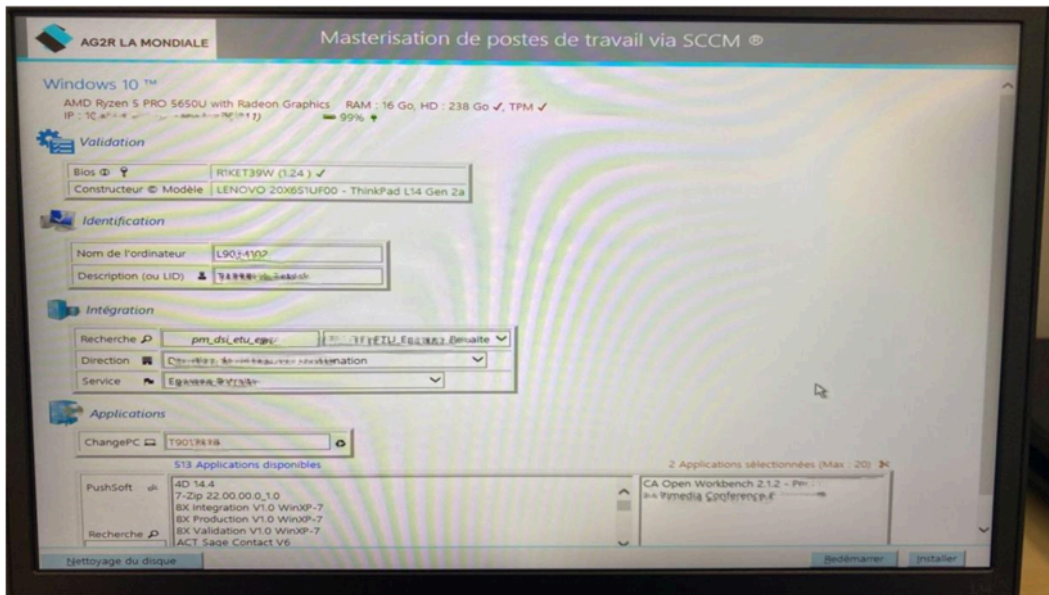 AG2R LA MONDIALE
Masterisation de postes de travail via SCCM ®
Windows 10 ™
AMD Ryzen 5 PRO 5650U with Radeon Graphics RAM : 16 Go, HD : 238 Go ✓, TPM ✓
IP :
99%
Validation
Bios R1KET39W (1.24 ) ✓
Constructeur © Modèle LENOVO 20X651UF00 - ThinkPad L14 Gen 2a
Identification
Nom de l'ordinateur
Description (ou LID)
Intégration
Recherche pm_dsi_etu_
Direction
Service
Applications
ChangePC
513 Applications disponibles
2 Applications sélectionnées (Max : 20)
PushSoft
4D 14.4
7-Zip 22.00.00.0_1.0
8X Integration V1.0 WinXP-7
8X Production V1.0 WinXP-7
8X Validation V1.0 WinXP-7
ACT Sage Contact V6
CA Open Workbench 2.1.2 -
Conference
Recherche
Nettoyage du disque
Redémarrer
Installer